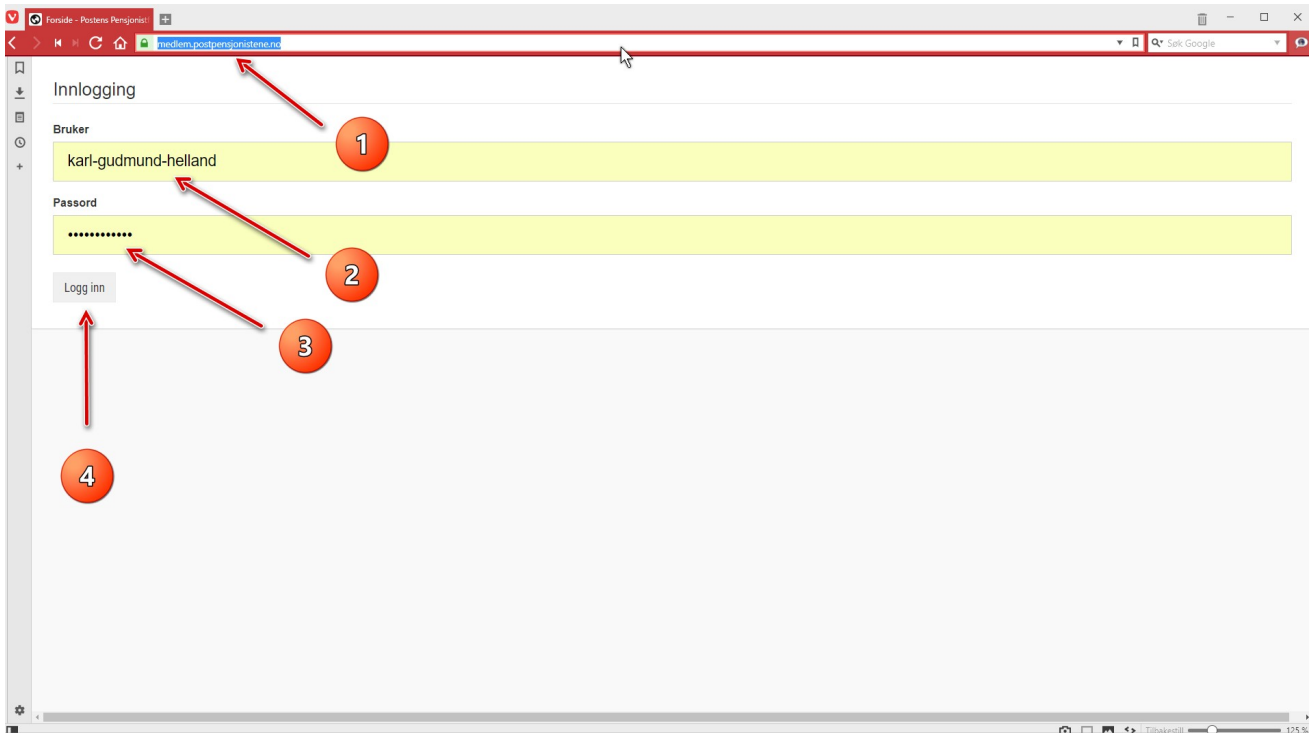 Forside - Postens Pensjonist
medlem.postpensjonistene.no
Søk Google
Innlogging
1
Bruker
karl-gudmund-helland
Passord
••••••••••••
2
Logg inn
3
4
Tilbakestill
125 %